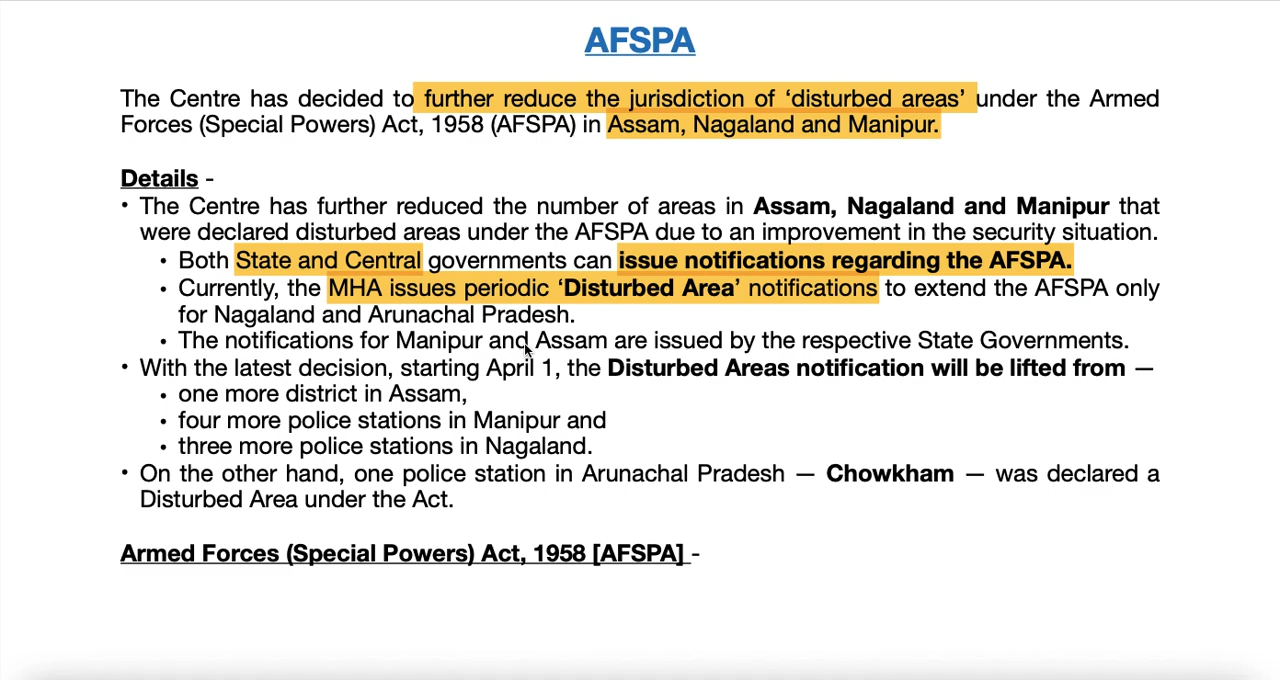 AFSPA
The Centre has decided to further reduce the jurisdiction of ‘disturbed areas’ under the Armed
Forces (Special Powers) Act, 1958 (AFSPA) in Assam, Nagaland and Manipur.
Details -
• The Centre has further reduced the number of areas in Assam, Nagaland and Manipur that
were declared disturbed areas under the AFSPA due to an improvement in the security situation.
• Both State and Central governments can issue notifications regarding the AFSPA.
• Currently, the MHA issues periodic ‘Disturbed Area’ notifications to extend the AFSPA only
for Nagaland and Arunachal Pradesh.
• The notifications for Manipur and Assam are issued by the respective State Governments.
• With the latest decision, starting April 1, the Disturbed Areas notification will be lifted from —
• one more district in Assam,
• four more police stations in Manipur and
• three more police stations in Nagaland.
• On the other hand, one police station in Arunachal Pradesh — Chowkham — was declared a
Disturbed Area under the Act.
Armed Forces (Special Powers) Act, 1958 [AFSPA] -